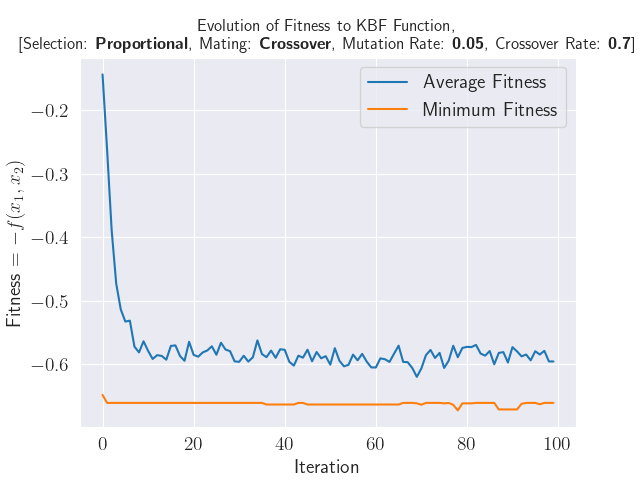 Evolution of Fitness to KBF Function,
[Selection: Proportional, Mating: Crossover, Mutation Rate: 0.05, Crossover Rate: 0.7]
Average Fitness
Minimum Fitness
Fitness = −f(x₁, x₂)
−0.2
−0.3
−0.4
−0.5
−0.6
0 20 40 60 80 100
Iteration